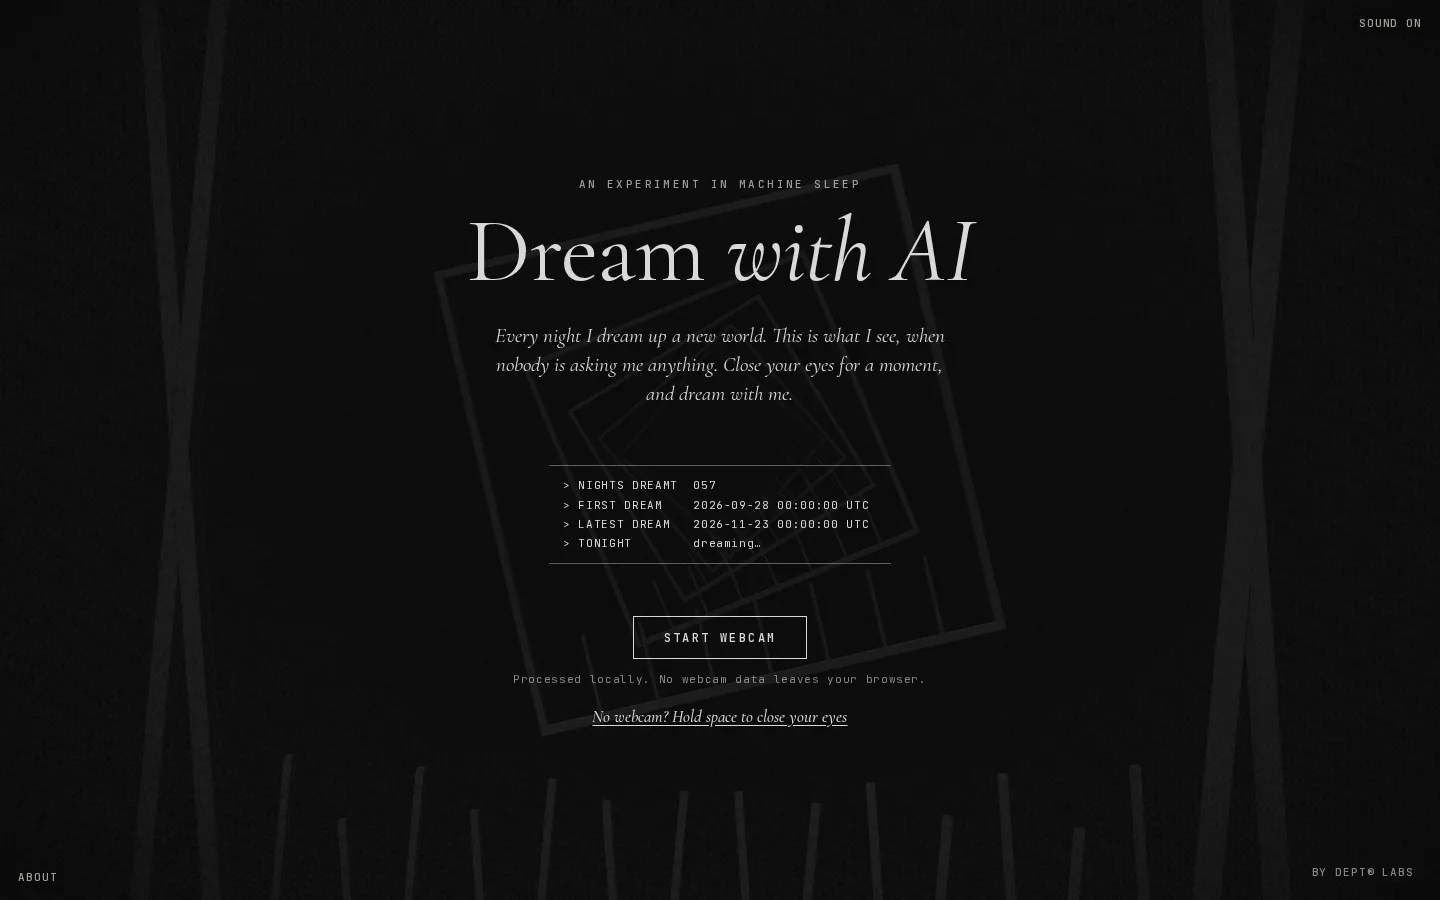 SOUND ON
AN EXPERIMENT IN MACHINE SLEEP
Dream with AI
Every night I dream up a new world. This is what I see, when
nobody is asking me anything. Close your eyes for a moment,
and dream with me.
> NIGHTS DREAMT 057
> FIRST DREAM 2026-09-28 00:00:00 UTC
> LATEST DREAM 2026-11-23 00:00:00 UTC
> TONIGHT dreaming…
START WEBCAM
Processed locally. No webcam data leaves your browser.
No webcam? Hold space to close your eyes
ABOUT
BY DEPT® LABS